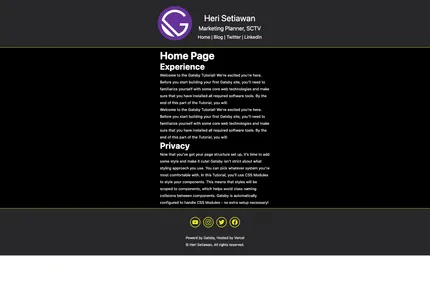 Heri Setiawan
Marketing Planner, SCTV
Home | Blog | Twitter | LinkedIn
Home Page
Experience
Welcome to the Gatsby Tutorial! We're excited you're here.
Before you start building your first Gatsby site, you'll need to
familiarize yourself with some core web technologies and make
sure that you have installed all required software tools. By the
end of this part of the Tutorial, you will:
Welcome to the Gatsby Tutorial! We're excited you're here.
Before you start building your first Gatsby site, you'll need to
familiarize yourself with some core web technologies and make
sure that you have installed all required software tools. By the
end of this part of the Tutorial, you will:
Privacy
Now that you've got your page structure set up, it's time to add
some style and make it cute! Gatsby isn't strict about what
styling approach you use. You can pick whatever system you're
most comfortable with. In this Tutorial, you'll use CSS Modules
to style your components. This means that styles will be
scoped to components, which helps avoid class naming
collisions between components. Gatsby is automatically
configured to handle CSS Modules - no extra setup necessary!
Powerd by Gatsby, Hosted by Vercel
© Heri Setiawan, All rights reserved.